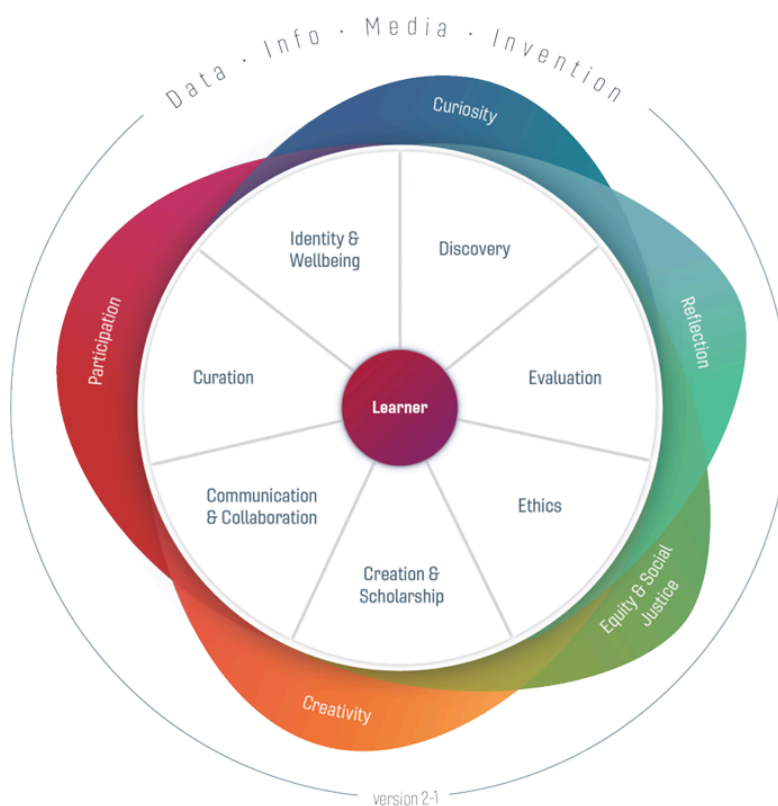 Data · Info · Media · Invention
Curiosity
Identity &
Wellbeing
Discovery
Participation
Reflection
Curation
Learner
Evaluation
Communication
& Collaboration
Ethics
Creation &
Scholarship
Equity & Social
Justice
Creativity
version 2-1